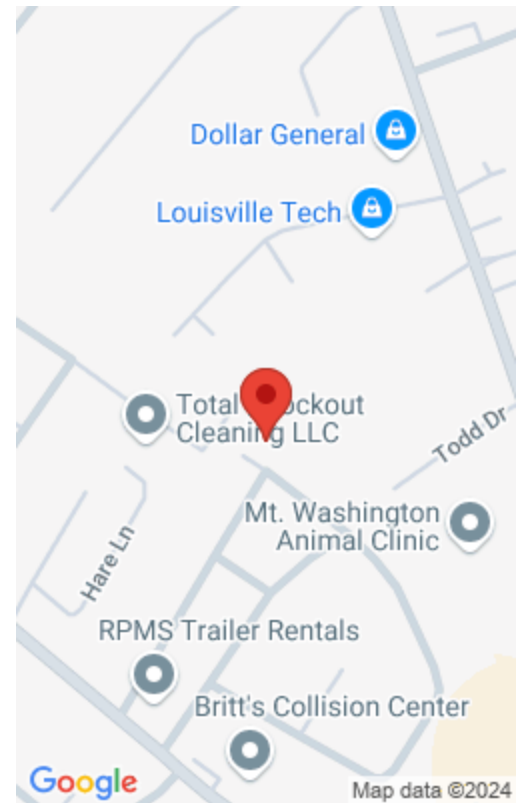 Dollar General
Louisville Tech
Total
Cleaning LLC
Todd Dr
Mt. Washington
Animal Clinic
Hare Ln
RPMS Trailer Rentals
Britt's Collision Center
Google
Map data ©2024